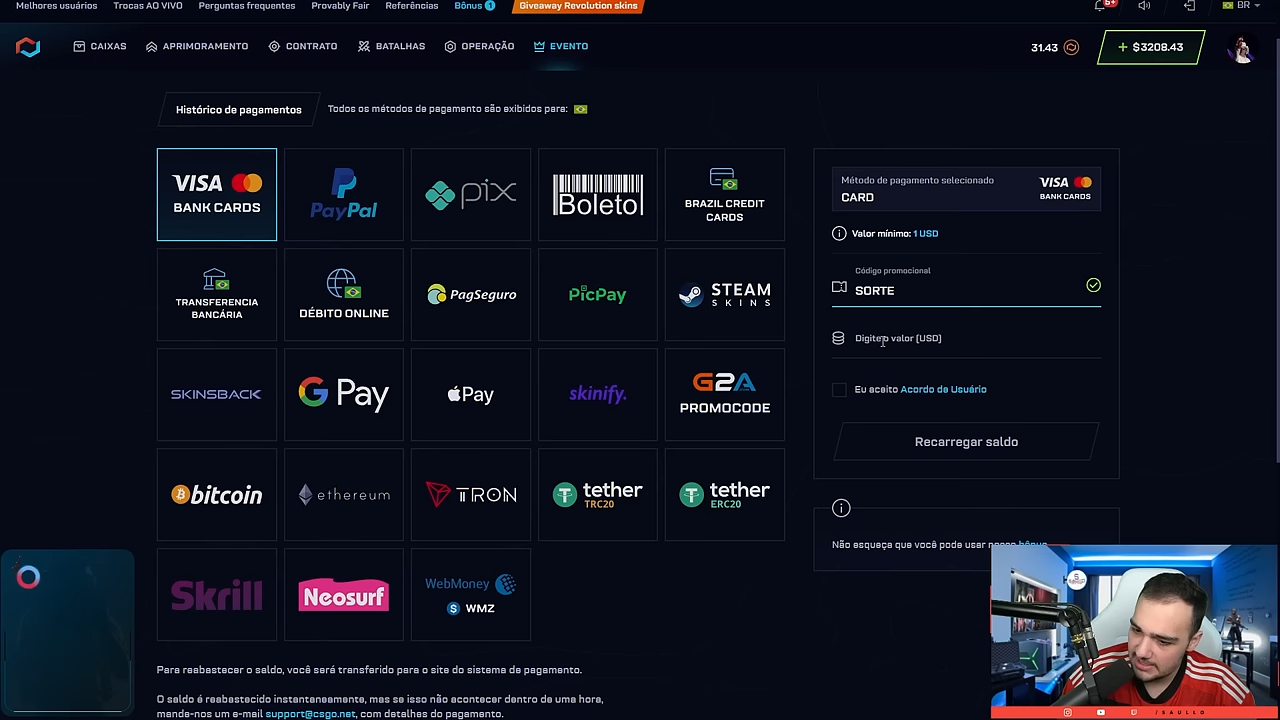 Melhores usuários Trocas AO VIVO Perguntas frequentes Provably Fair Referências Bônus 1 Giveaway Revolution skins 5+ BR
CAIXAS APRIMORAMENTO CONTRATO BATALHAS OPERAÇÃO EVENTO 31.43 + $3208.43
Histórico de pagamentos Todos os métodos de pagamento são exibidos para:
VISA
BANK CARDS
PayPal
pix
Boleto
BRAZIL CREDIT
CARDS
TRANSFERENCIA
BANCÁRIA
DÉBITO ONLINE
PagSeguro
PicPay
STEAM
SKINS
SKINSBACK
G Pay
Pay
skinify.
G2A
PROMOCODE
bitcoin
ethereum
TRON
tether
TRC20
tether
ERC20
Skrill
Neosurf
WebMoney
WMZ
Método de pagamento selecionado
CARD
VISA
BANK CARDS
Valor mínimo: 1 USD
Código promocional
SORTE
Digite o valor (USD)
Eu aceito Acordo de Usuário
Recarregar saldo
Não esqueça que você pode usar nosso bônus
Para reabastecer o saldo, você será transferido para o site do sistema de pagamento.
O saldo é reabastecido instantaneamente, mas se isso não acontecer dentro de uma hora,
mande-nos um e-mail support@csgo.net, com detalhes do pagamento.
/SAULLO